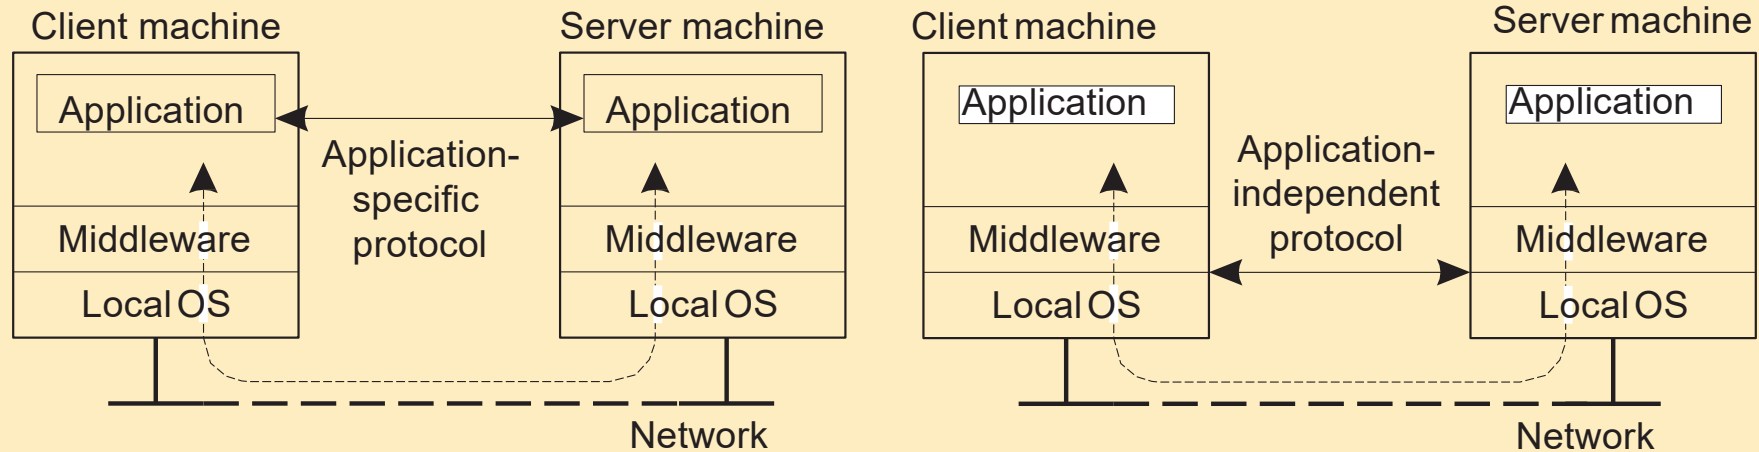 Client machine
Server machine
Application
Application
Application-
specific
protocol
Middleware
Middleware
Local OS
Local OS
Network
Client machine
Server machine
Application
Application
Application-
independent
protocol
Middleware
Middleware
Local OS
Local OS
Network